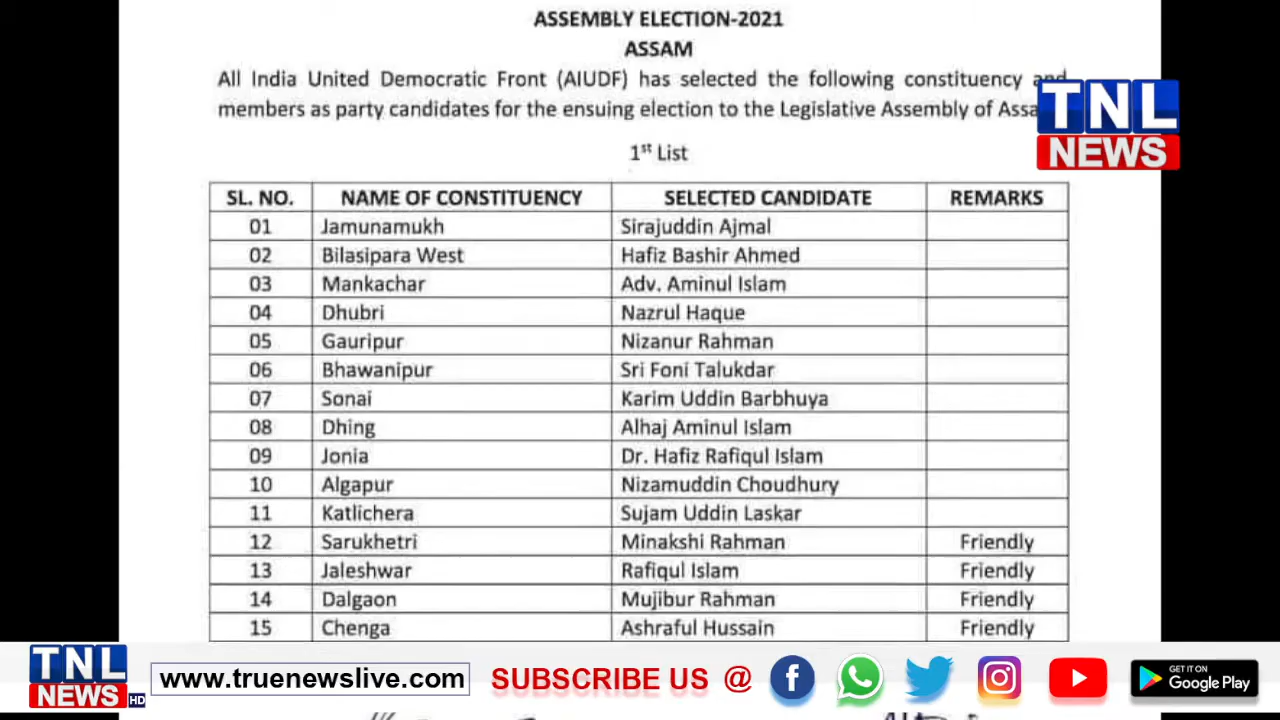 ASSEMBLY ELECTION-2021
ASSAM
All India United Democratic Front (AIUDF) has selected the following constituency and
members as party candidates for the ensuing election to the Legislative Assembly of
TNL
NEWS
1st List
SL. NO. NAME OF CONSTITUENCY SELECTED CANDIDATE REMARKS
01 Jamunamukh Sirajuddin Ajmal
02 Bilasipara West Hafiz Bashir Ahmed
03 Mankachar Adv. Aminul Islam
04 Dhubri Nazrul Haque
05 Gauripur Nizanur Rahman
06 Bhawanipur Sri Foni Talukdar
07 Sonai Karim Uddin Barbhuya
08 Dhing Alhaj Aminul Islam
09 Jonia Dr. Hafiz Rafiqul Islam
10 Algapur Nizamuddin Choudhury
11 Katlichera Sujam Uddin Laskar
12 Sarukhetri Minakshi Rahman Friendly
13 Jaleshwar Rafiqul Islam Friendly
14 Dalgaon Mujibur Rahman Friendly
15 Chenga Ashraful Hussain Friendly
TNL
NEWS HD
www.truenewslive.com
SUBSCRIBE US @
GET IT ON
Google Play